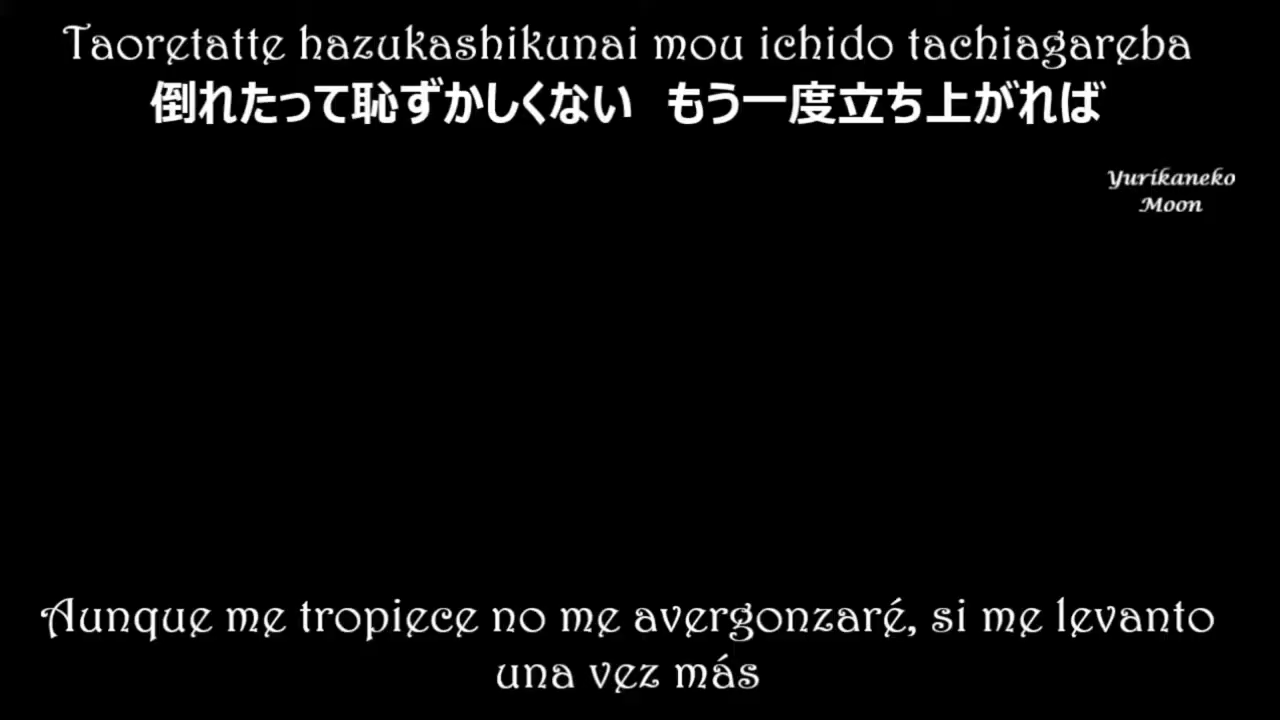 Taoretatte hazukashikunai mou ichido tachiagareba
倒れたって恥ずかしくない　もう一度立ち上がれば
Yurikaneko
Moon
Aunque me tropiece no me avergonzaré, si me levanto
una vez más